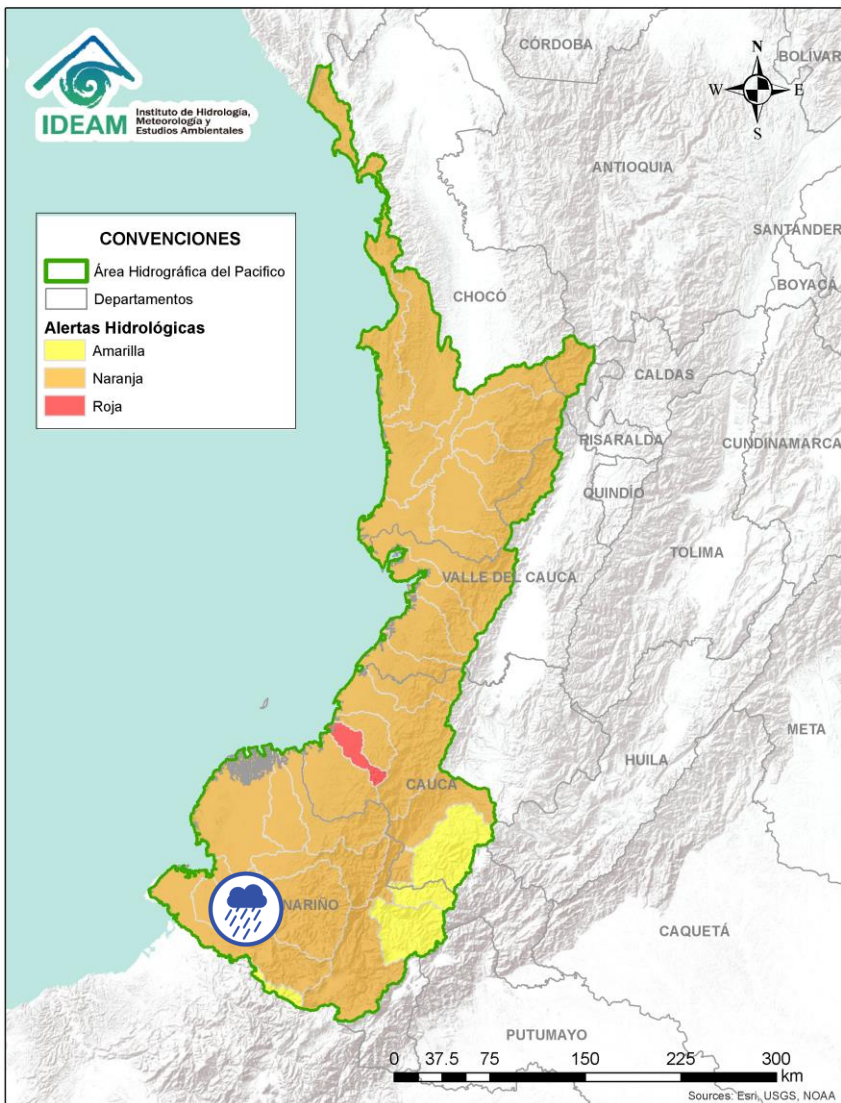 IDEAM
Instituto de Hidrología,
Meteorología y
Estudios Ambientales
CÓRDOBA
BOLÍVAR
N
W
E
S
ANTIOQUIA
SANTANDER
BOYACÁ
CONVENCIONES
Área Hidrográfica del Pacifico
Departamentos
Alertas Hidrológicas
Amarilla
Naranja
Roja
CHOCÓ
CALDAS
RISARALDA
CUNDINAMARCA
QUINDÍO
TOLIMA
VALLE DEL CAUCA
META
HUILA
CAUCA
NARIÑO
CAQUETÁ
PUTUMAYO
0 37.5 75 150 225 300
km
Sources: Esri, USGS, NOAA